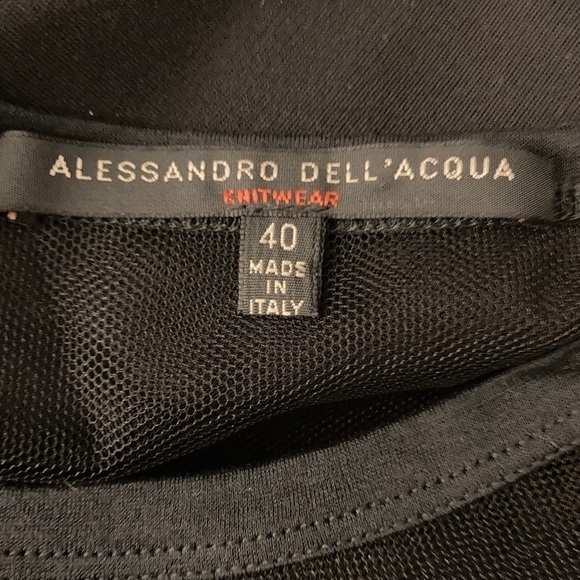 ALESSANDRO DELL'ACQUA
KNITWEAR
40
MADE
IN
ITALY